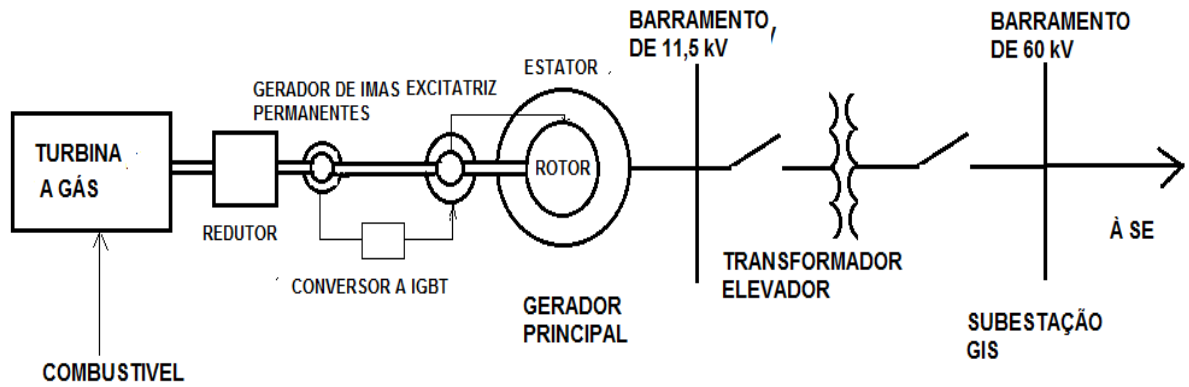 BARRAMENTO,
DE 11,5 kV
BARRAMENTO
DE 60 kV
ESTATOR
GERADOR DE IMAS EXCITATRIZ
PERMANENTES
TURBINA
A GÁS
ROTOR
REDUTOR
CONVERSOR A IGBT
GERADOR
PRINCIPAL
TRANSFORMADOR
ELEVADOR
À SE
SUBESTAÇÃO
GIS
COMBUSTIVEL